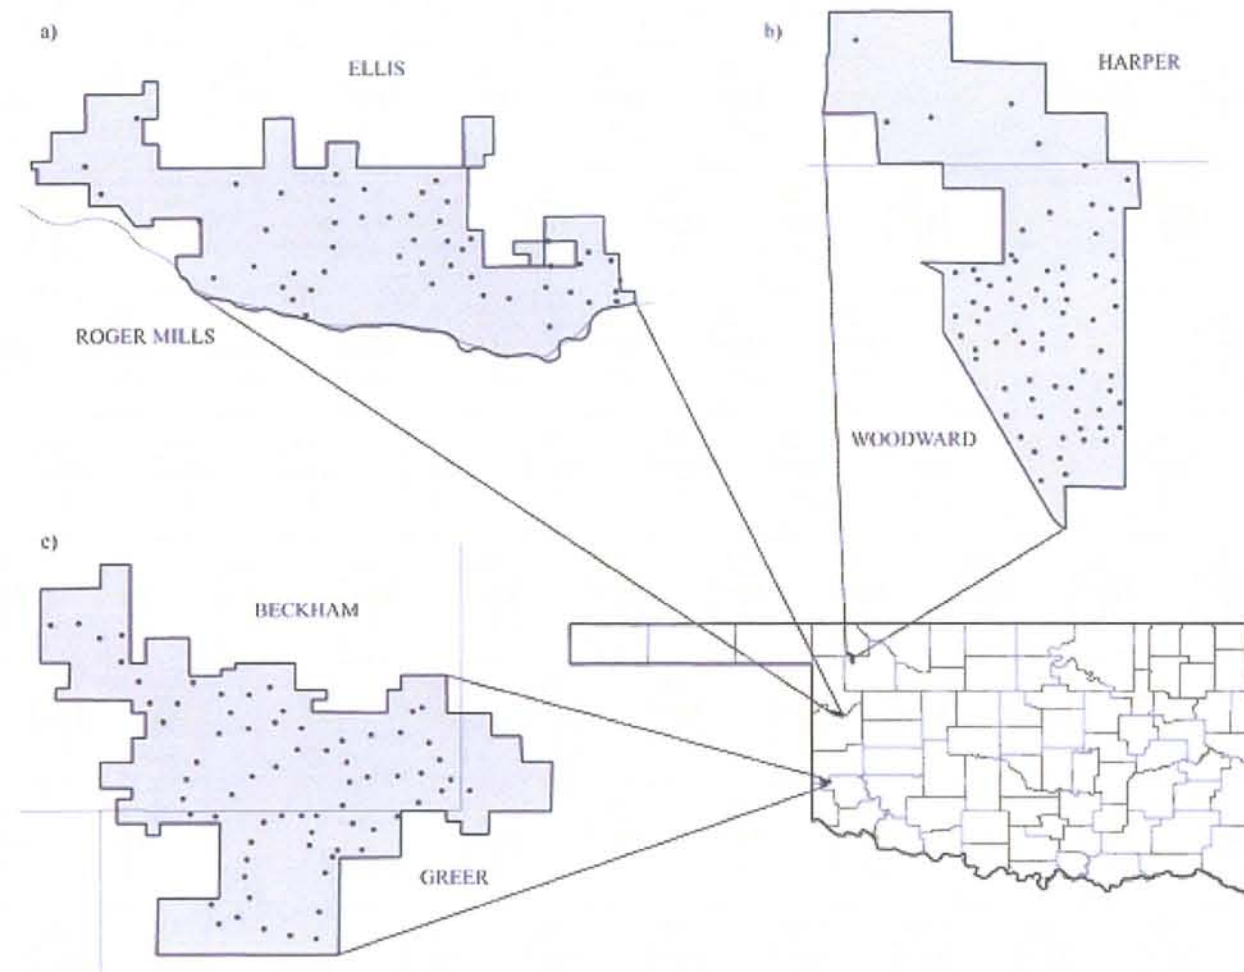 a)
ELLIS
ROGER MILLS
b)
HARPER
WOODWARD
c)
BECKHAM
GREER